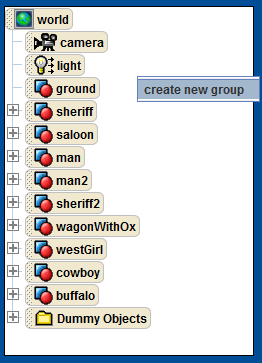 world
camera
light
ground
create new group
sheriff
saloon
man
man2
sheriff2
wagonWithOx
westGirl
cowboy
buffalo
Dummy Objects